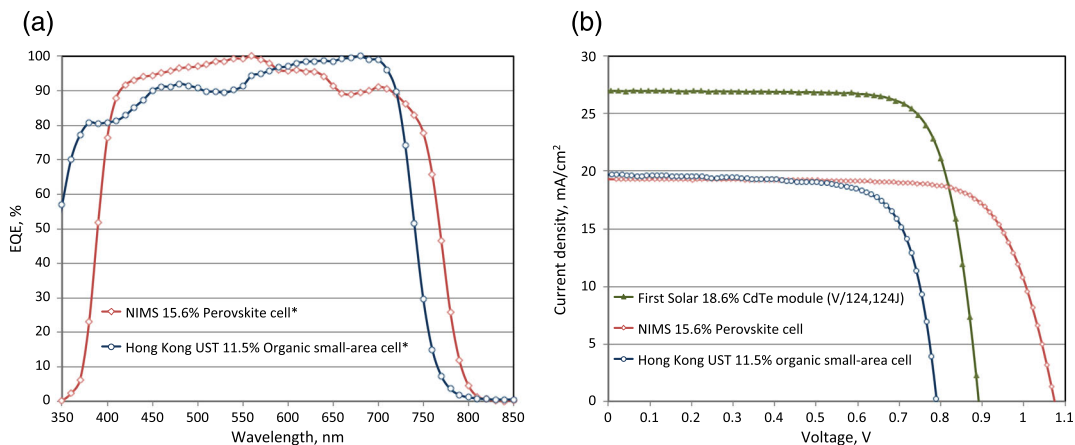 (a)
100
90
80
70
60
50
40
30
20
10
0
EQE, %
NIMS 15.6% Perovskite cell*
Hong Kong UST 11.5% Organic small-area cell*
350 400 450 500 550 600 650 700 750 800 850
Wavelength, nm
(b)
30
25
20
15
10
5
0
Current density, mA/cm²
First Solar 18.6% CdTe module (V/124,124J)
NIMS 15.6% Perovskite cell
Hong Kong UST 11.5% organic small-area cell
0 0.1 0.2 0.3 0.4 0.5 0.6 0.7 0.8 0.9 1 1.1
Voltage, V